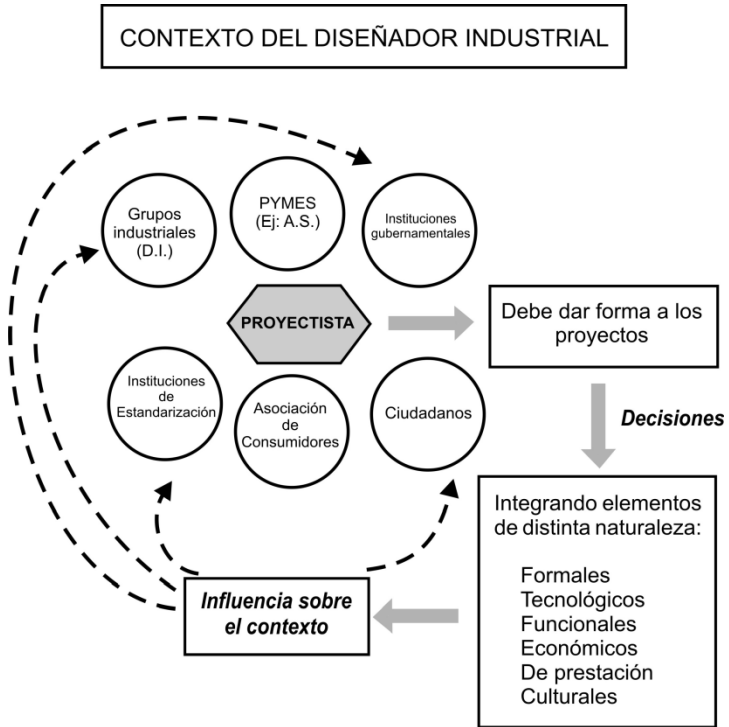 CONTEXTO DEL DISEÑADOR INDUSTRIAL
Grupos
industriales
(D.I.)
PYMES
(Ej: A.S.)
Instituciones
gubernamentales
PROYECTISTA
Debe dar forma a los
proyectos
Instituciones
de
Estandarización
Asociación
de
Consumidores
Ciudadanos
Decisiones
Integrando elementos
de distinta naturaleza:
Formales
Tecnológicos
Funcionales
Económicos
De prestación
Culturales
Influencia sobre
el contexto